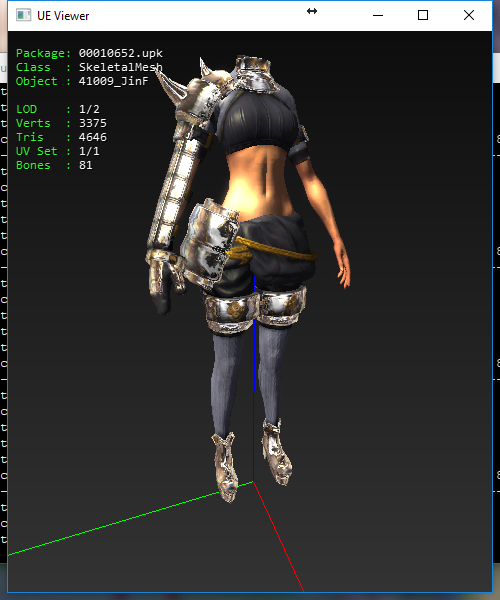 UE Viewer
Package: 00010652.upk
Class : SkeletalMesh
Object : 41009_JinF
LOD : 1/2
Verts : 3375
Tris : 4646
UV Set : 1/1
Bones : 81